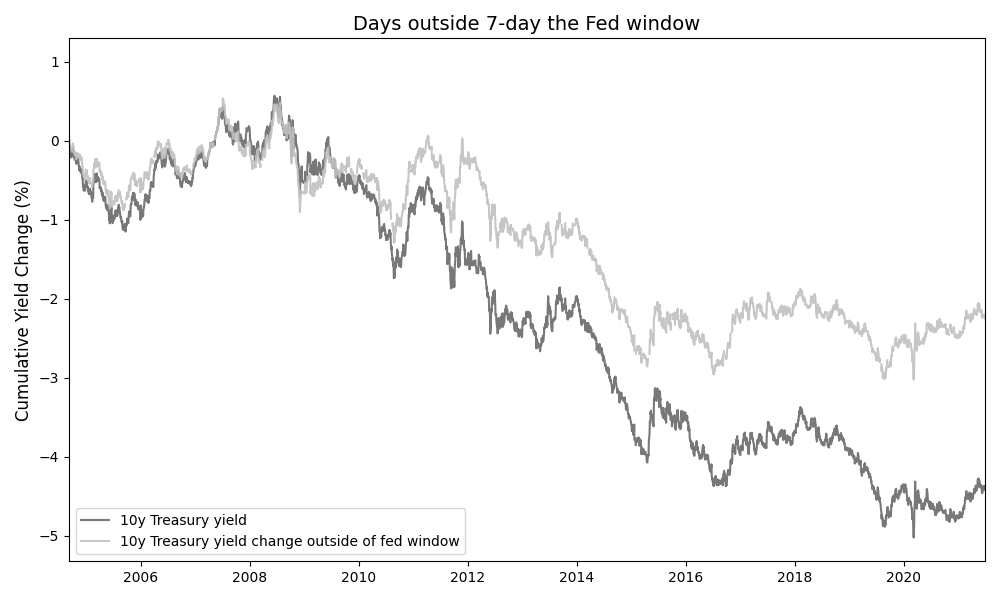 Days outside 7-day the Fed window
Cumulative Yield Change (%)
1
0
−1
−2
−3
−4
−5
10y Treasury yield
10y Treasury yield change outside of fed window
2006 2008 2010 2012 2014 2016 2018 2020